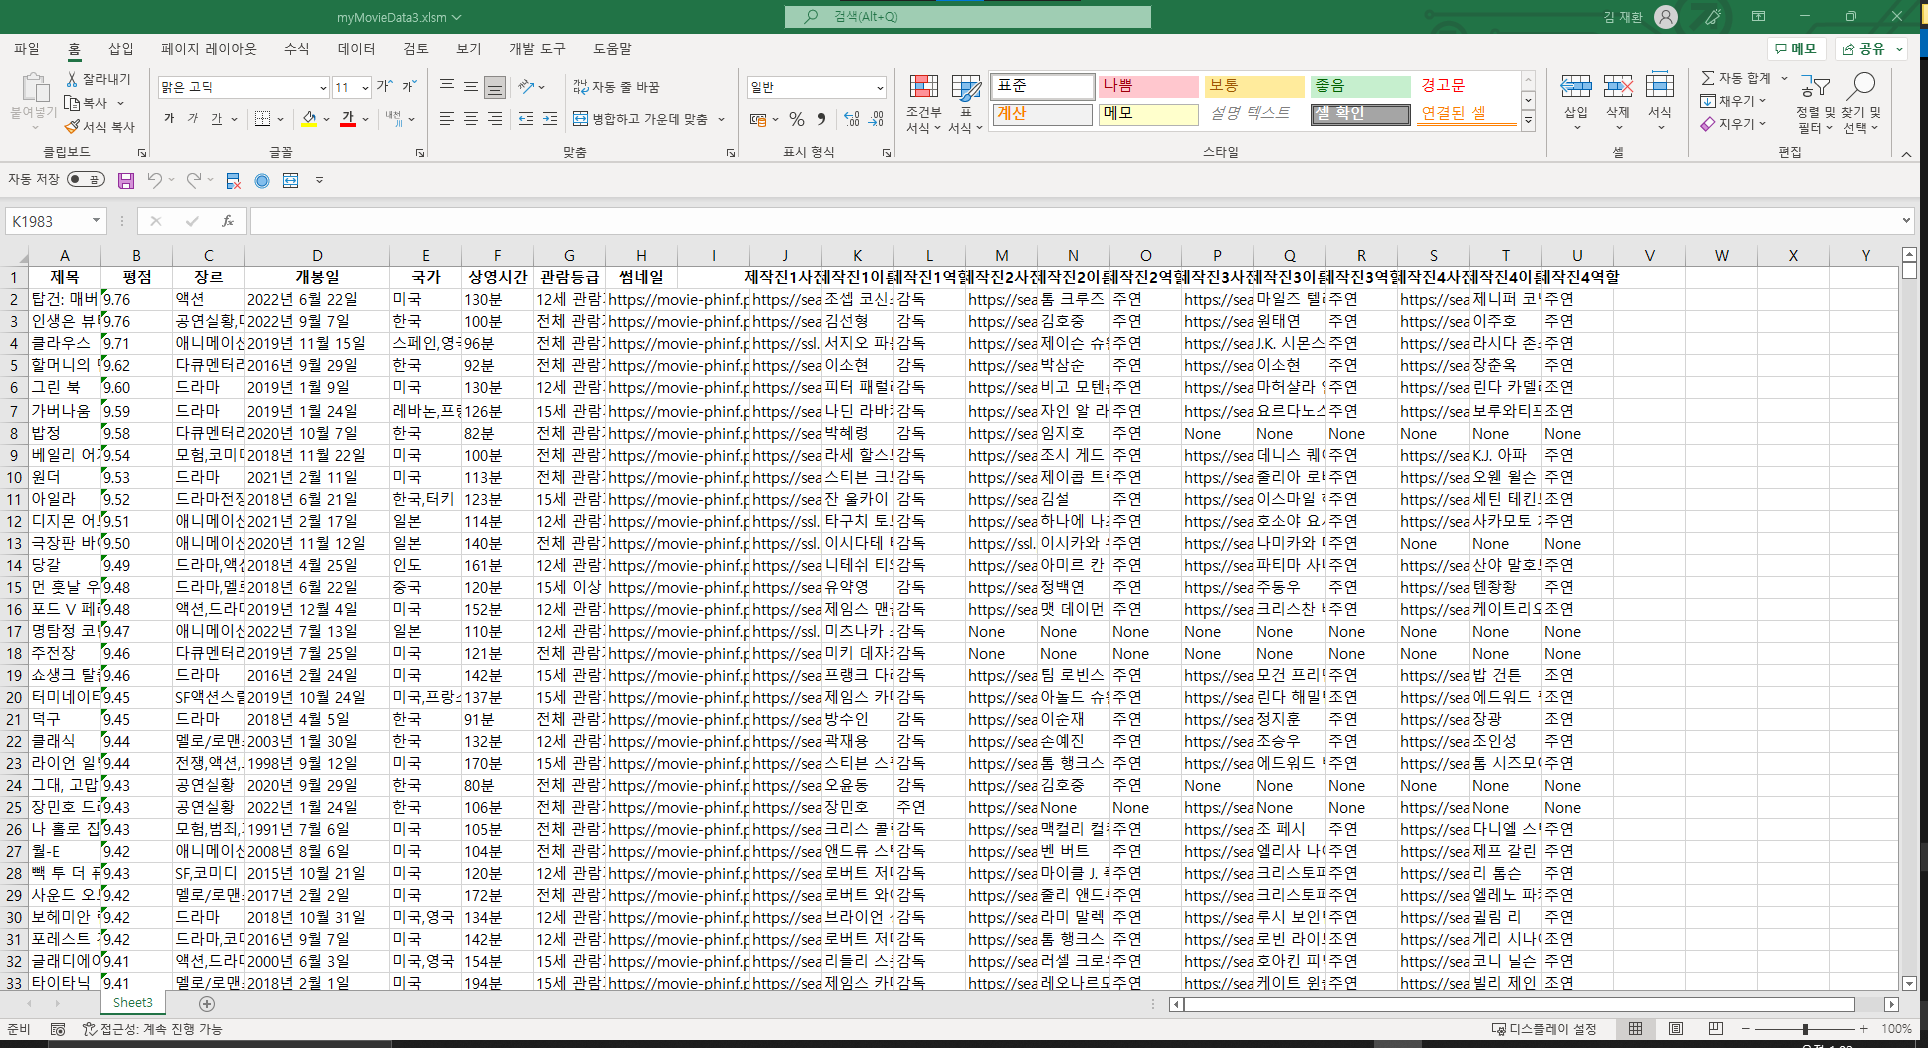 myMovieData3.xlsm
검색(Alt+Q)
김 재환
파일 홈 삽입 페이지 레이아웃 수식 데이터 검토 보기 개발 도구 도움말 메모 공유
붙여넣기 잘라내기 복사 서식 복사 클립보드
맑은 고딕 11 가 가 가 가 간 가 내천 글꼴
자동 줄 바꿈 병합하고 가운데 맞춤 맞춤
일반 % 표시 형식
조건부 서식 표 서식 표준 나쁨 보통 좋음 경고문
계산 메모 설명 텍스트 셀 확인 연결된 셀 스타일
삽입 삭제 서식 셀
자동 합계 채우기 지우기 정렬 및 필터 찾기 및 선택 편집
자동 저장 끔
K1983 fx
A B C D E F G H I J K L M N O P Q R S T U V W X Y
1 제목 평점 장르 개봉일 국가 상영시간 관람등급 썸네일 제작진1사진 제작진1이름 제작진1역할 제작진2사진 제작진2이름 제작진2역할 제작진3사진 제작진3이름 제작진3역할 제작진4사진 제작진4이름 제작진4역할
2 탑건: 매버 9.76 액션 2022년 6월 22일 미국 130분 12세 관람 https://movie-phinf.p https://sea 조셉 코신 감독 https://sea 톰 크루즈 주연 https://sea 마일즈 텔 주연 https://sea 제니퍼 코 주연
3 인생은 뷰 9.76 공연실황, 2022년 9월 7일 한국 100분 전체 관람 https://movie-phinf.p https://sea 김선형 감독 https://sea 김호중 주연 https://sea 원태연 주연 https://sea 이주호 주연
4 클라우스 9.71 애니메이션 2019년 11월 15일 스페인,영국 96분 전체 관람 https://movie-phinf.p https://ssl. 서지오 파 감독 https://sea 제이슨 슈 주연 https://sea J.K. 시몬스 주연 https://sea 라시다 존 주연
5 할머니의 9.62 다큐멘터리 2016년 9월 29일 한국 92분 전체 관람 https://movie-phinf.p https://sea 이소현 감독 https://sea 박삼순 주연 https://sea 이소현 주연 https://sea 장춘옥 주연
6 그린 북 9.60 드라마 2019년 1월 9일 미국 130분 12세 관람 https://movie-phinf.p https://sea 피터 패럴 감독 https://sea 비고 모텐 주연 https://sea 마허샬라 주연 https://sea 린다 카델 조연
7 가버나움 9.59 드라마 2019년 1월 24일 레바논,프랑 126분 15세 관람 https://movie-phinf.p https://sea 나딘 라바 감독 https://sea 자인 알 라 주연 https://sea 요르다노스 주연 https://sea 보루와티프 조연
8 밥정 9.58 다큐멘터리 2020년 10월 7일 한국 82분 전체 관람 https://movie-phinf.p https://sea 박혜령 감독 https://sea 임지호 주연 None None None None None None
9 베일리 어 9.54 모험,코미디 2018년 11월 22일 미국 100분 전체 관람 https://movie-phinf.p https://sea 라세 할스 감독 https://sea 조시 게드 주연 https://sea 데니스 퀘 주연 https://sea K.J. 아파 주연
10 원더 9.53 드라마 2021년 2월 11일 미국 113분 전체 관람 https://movie-phinf.p https://sea 스티븐 크 감독 https://sea 제이콥 트 주연 https://sea 줄리아 로 주연 https://sea 오웬 윌슨 주연
11 아일라 9.52 드라마전쟁 2018년 6월 21일 한국,터키 123분 15세 관람 https://movie-phinf.p https://sea 잔 울카이 감독 https://sea 김설 주연 https://sea 이스마일 주연 https://sea 세틴 테킨 조연
12 디지몬 어 9.51 애니메이션 2021년 2월 17일 일본 114분 12세 관람 https://movie-phinf.p https://ssl. 타구치 토 감독 https://sea 하나에 나 주연 https://sea 호소야 요 주연 https://sea 사카모토 주연
13 극장판 바 9.50 애니메이션 2020년 11월 12일 일본 140분 전체 관람 https://movie-phinf.p https://ssl. 이시다테 감독 https://ssl. 이시카와 주연 https://sea 나미카와 주연 None None None
14 당갈 9.49 드라마,액션 2018년 4월 25일 인도 161분 12세 관람 https://movie-phinf.p https://sea 니테쉬 티 감독 https://sea 아미르 칸 주연 https://sea 파티마 사 주연 https://sea 산야 말호 주연
15 먼 훗날 우 9.48 드라마,멜로 2018년 6월 22일 중국 120분 15세 이상 https://movie-phinf.p https://sea 유약영 감독 https://sea 정백연 주연 https://sea 주동우 주연 https://sea 톈좡좡 주연
16 포드 V 페 9.48 액션,드라마 2019년 12월 4일 미국 152분 12세 관람 https://movie-phinf.p https://sea 제임스 맨 감독 https://sea 맷 데이먼 주연 https://sea 크리스찬 주연 https://sea 케이트리오 조연
17 명탐정 코 9.47 애니메이션 2022년 7월 13일 일본 110분 12세 관람 https://movie-phinf.p https://ssl. 미츠나카 감독 None None None None None None None None None
18 주전장 9.46 다큐멘터리 2019년 7월 25일 미국 121분 전체 관람 https://movie-phinf.p https://sea 미키 데자 감독 None None None None None None None None None
19 쇼생크 탈 9.46 드라마 2016년 2월 24일 미국 142분 15세 관람 https://movie-phinf.p https://sea 프랭크 다 감독 https://sea 팀 로빈스 주연 https://sea 모건 프리 주연 https://sea 밥 건튼 조연
20 터미네이터 9.45 SF액션스릴 2019년 10월 24일 미국,프랑스 137분 15세 관람 https://movie-phinf.p https://sea 제임스 카 감독 https://sea 아놀드 슈 주연 https://sea 린다 해밀 조연 https://sea 에드워드 조연
21 덕구 9.45 드라마 2018년 4월 5일 한국 91분 전체 관람 https://movie-phinf.p https://sea 방수인 감독 https://sea 이순재 주연 https://sea 정지훈 주연 https://sea 장광 조연
22 클래식 9.44 멜로/로맨스 2003년 1월 30일 한국 132분 12세 관람 https://movie-phinf.p https://sea 곽재용 감독 https://sea 손예진 주연 https://sea 조승우 주연 https://sea 조인성 주연
23 라이언 일 9.44 전쟁,액션, 1998년 9월 12일 미국 170분 15세 관람 https://movie-phinf.p https://sea 스티븐 스 감독 https://sea 톰 행크스 주연 https://sea 에드워드 주연 https://sea 톰 시즈모 주연
24 그대, 고맙 9.43 공연실황 2020년 9월 29일 한국 80분 전체 관람 https://movie-phinf.p https://sea 오윤동 감독 https://sea 김호중 주연 None None None None None None
25 장민호 드 9.43 공연실황 2022년 1월 24일 한국 106분 전체 관람 https://movie-phinf.p https://sea 장민호 주연 https://sea None None https://sea None None https://sea None None
26 나 홀로 집 9.43 모험,범죄, 1991년 7월 6일 미국 105분 전체 관람 https://movie-phinf.p https://sea 크리스 콜 감독 https://sea 맥컬리 컬 주연 https://sea 조 페시 주연 https://sea 다니엘 스 주연
27 월-E 9.42 애니메이션 2008년 8월 6일 미국 104분 전체 관람 https://movie-phinf.p https://sea 앤드류 스 감독 https://sea 벤 버트 주연 https://sea 엘리사 나 주연 https://sea 제프 갈린 주연
28 빽 투 더 퓨 9.43 SF,코미디 2015년 10월 21일 미국 120분 12세 관람 https://movie-phinf.p https://sea 로버트 저 감독 https://sea 마이클 J. 폭 주연 https://sea 크리스토퍼 주연 https://sea 리 톰슨 주연
29 사운드 오 9.42 멜로/로맨스 2017년 2월 2일 미국 172분 전체 관람 https://movie-phinf.p https://sea 로버트 와 감독 https://sea 줄리 앤드 주연 https://sea 크리스토퍼 주연 https://sea 엘레노 파 주연
30 보헤미안 9.42 드라마 2018년 10월 31일 미국,영국 134분 12세 관람 https://movie-phinf.p https://sea 브라이언 감독 https://sea 라미 말렉 주연 https://sea 루시 보인 주연 https://sea 귈림 리 주연
31 포레스트 9.42 드라마,코미 2016년 9월 7일 미국 142분 12세 관람 https://movie-phinf.p https://sea 로버트 저 감독 https://sea 톰 행크스 주연 https://sea 로빈 라이 조연 https://sea 게리 시나 조연
32 글래디에이 9.41 액션,드라마 2000년 6월 3일 미국,영국 154분 15세 관람 https://movie-phinf.p https://sea 리들리 스 감독 https://sea 러셀 크로 주연 https://sea 호아킨 피 주연 https://sea 코니 닐슨 주연
33 타이타닉 9.41 멜로/로맨스 2018년 2월 1일 미국 194분 15세 관람 https://movie-phinf.p https://sea 제임스 카 감독 https://sea 레오나르도 주연 https://sea 케이트 윈 주연 https://sea 빌리 제인 조연
Sheet3
준비 접근성: 계속 진행 가능 디스플레이 설정 100%